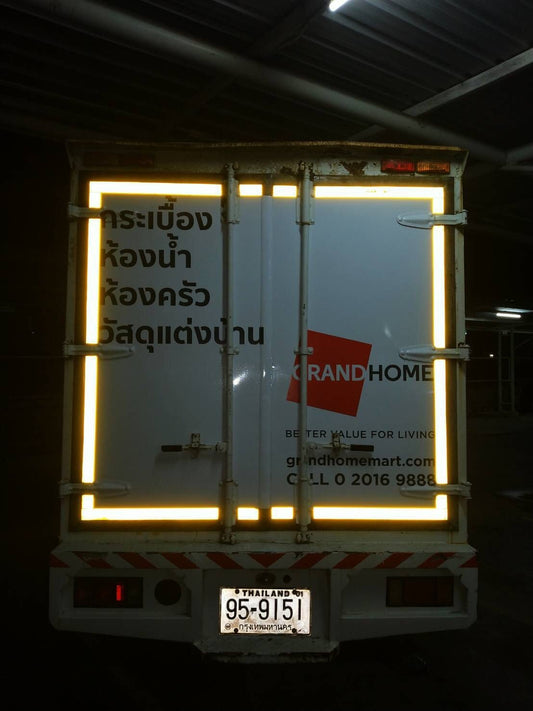 กระเบื้อง
ห้องน้ำ
ห้องครัว
วัสดุแต่งบ้าน
GRANDHOME
BETTER VALUE FOR LIVING
grandhomemart.com
CALL 0 2016 9888
THAILAND 01
95-9151
กรุงเทพมหานคร